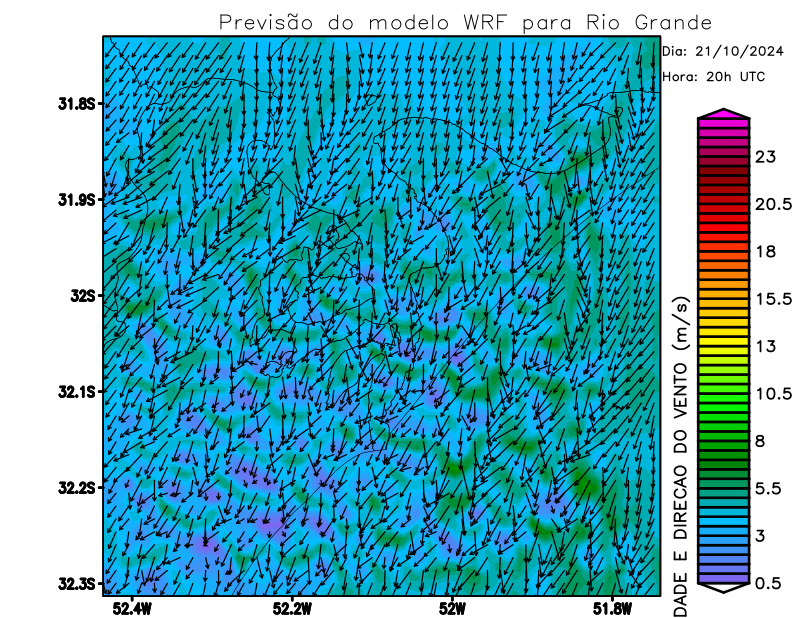 Previsão do modelo WRF para Rio Grande
Dia: 21/10/2024
Hora: 20h UTC
31.8S
31.9S
32S
32.1S
32.2S
32.3S
52.4W
52.2W
52W
51.8W
23
20.5
18
15.5
13
10.5
8
5.5
3
0.5
DADE E DIRECAO DO VENTO (m/s)